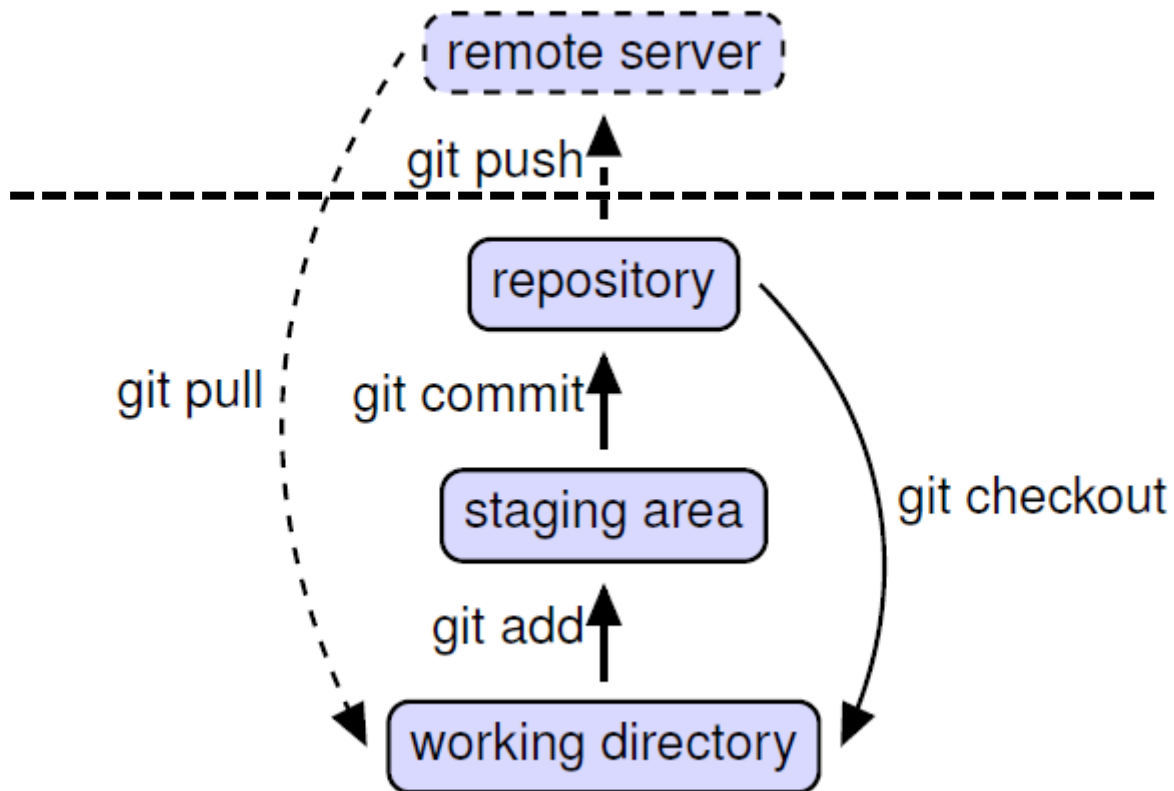 remote server
git push
repository
git pull
git commit
staging area
git checkout
git add
working directory